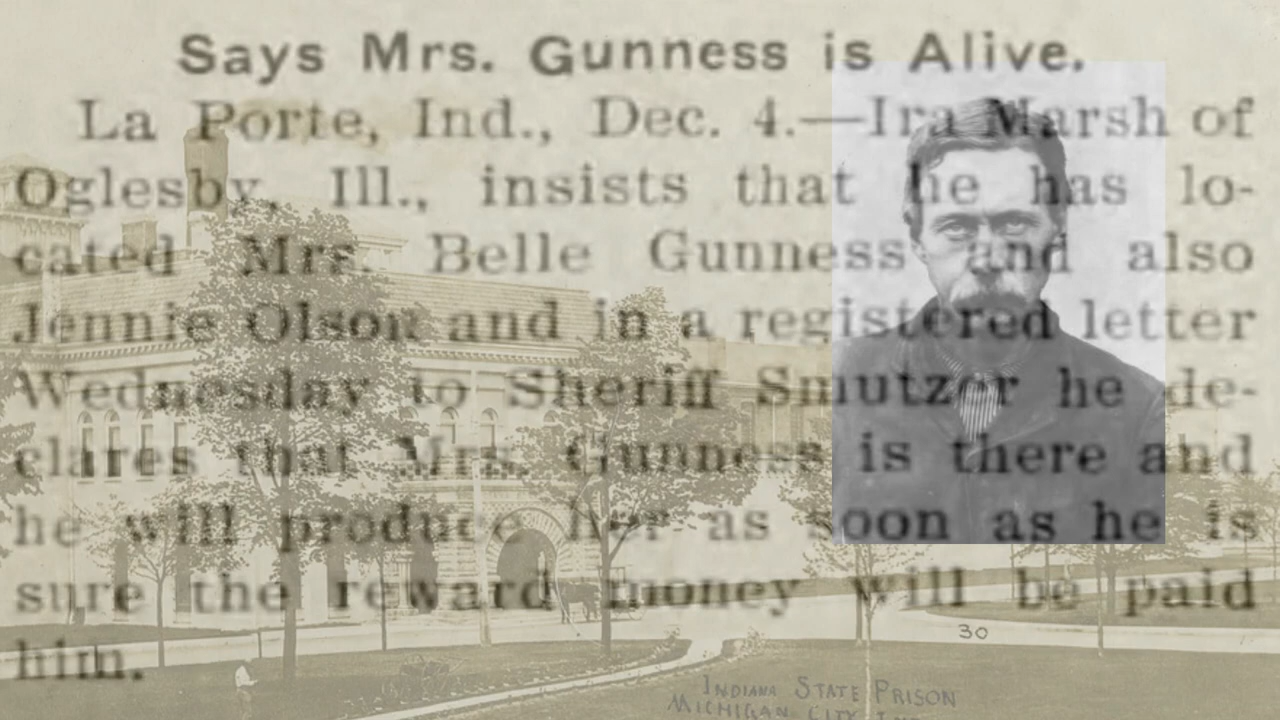 Says Mrs. Gunness is Alive.
La Porte, Ind., Dec. 4.—Ira Marsh of
Oglesby, Ill., insists that he has lo-
cated Mrs. Belle Gunness and also
Jennie Olson and in a registered letter
Wednesday to Sheriff Smutzer he de-
clares that Mrs. Gunness is there and
he will produce her as soon as he is
sure the reward money will be paid
him.
30
INDIANA STATE PRISON
MICHIGAN CITY IND